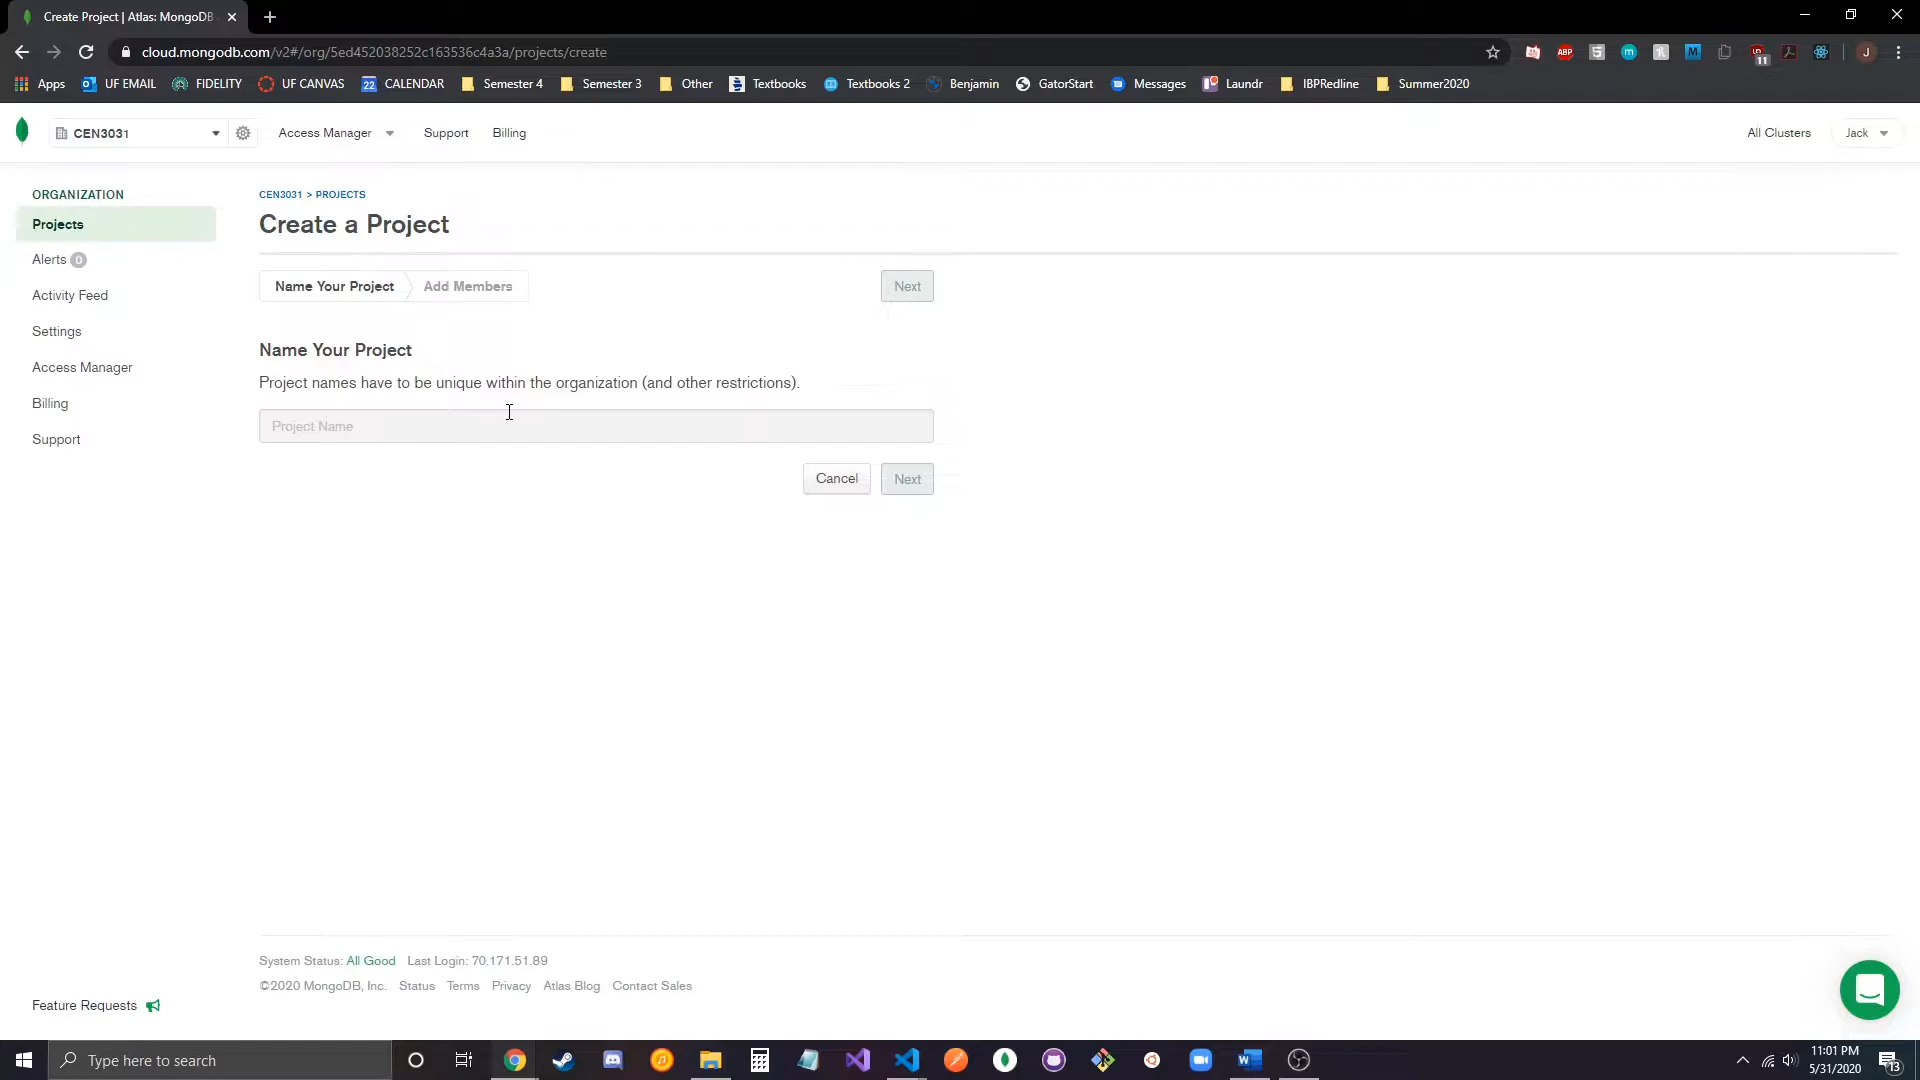 Create Project | Atlas: MongoDB
cloud.mongodb.com/v2#/org/5ed452038252c163536c4a3a/projects/create
ABP
11
J
Apps
UF EMAIL
FIDELITY
UF CANVAS
22
CALENDAR
Semester 4
Semester 3
Other
Textbooks
Textbooks 2
Benjamin
GatorStart
Messages
Laundr
IBPRedline
Summer2020
CEN3031
Access Manager
Support
Billing
All Clusters
Jack
ORGANIZATION
Projects
Alerts 0
Activity Feed
Settings
Access Manager
Billing
Support
CEN3031 > PROJECTS
Create a Project
Name Your Project
Add Members
Next
Name Your Project
Project names have to be unique within the organization (and other restrictions).
Project Name
Cancel
Next
System Status: All Good Last Login: 70.171.51.89
©2020 MongoDB, Inc. Status Terms Privacy Atlas Blog Contact Sales
Feature Requests
Type here to search
11:01 PM
5/31/2020
13